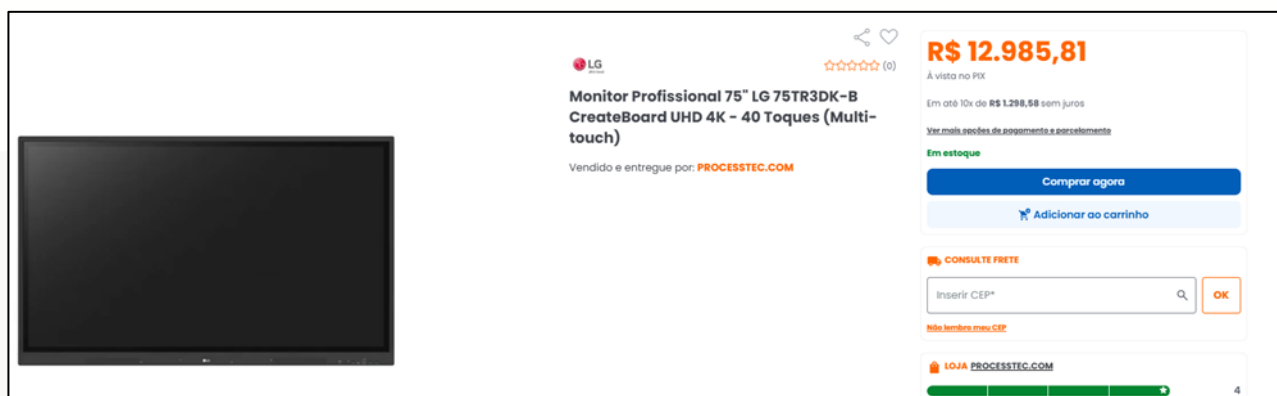 LG
(0)
Monitor Profissional 75" LG 75TR3DK-B
CreateBoard UHD 4K - 40 Toques (Multi-
touch)
Vendido e entregue por: PROCESSTEC.COM
R$ 12.985,81
À vista no PIX
Em até 10x de R$ 1.298,58 sem juros
Ver mais opções de pagamento e parcelamento
Em estoque
Comprar agora
Adicionar ao carrinho
CONSULTE FRETE
Inserir CEP*
OK
Não lembro meu CEP
LOJA PROCESSTEC.COM
4